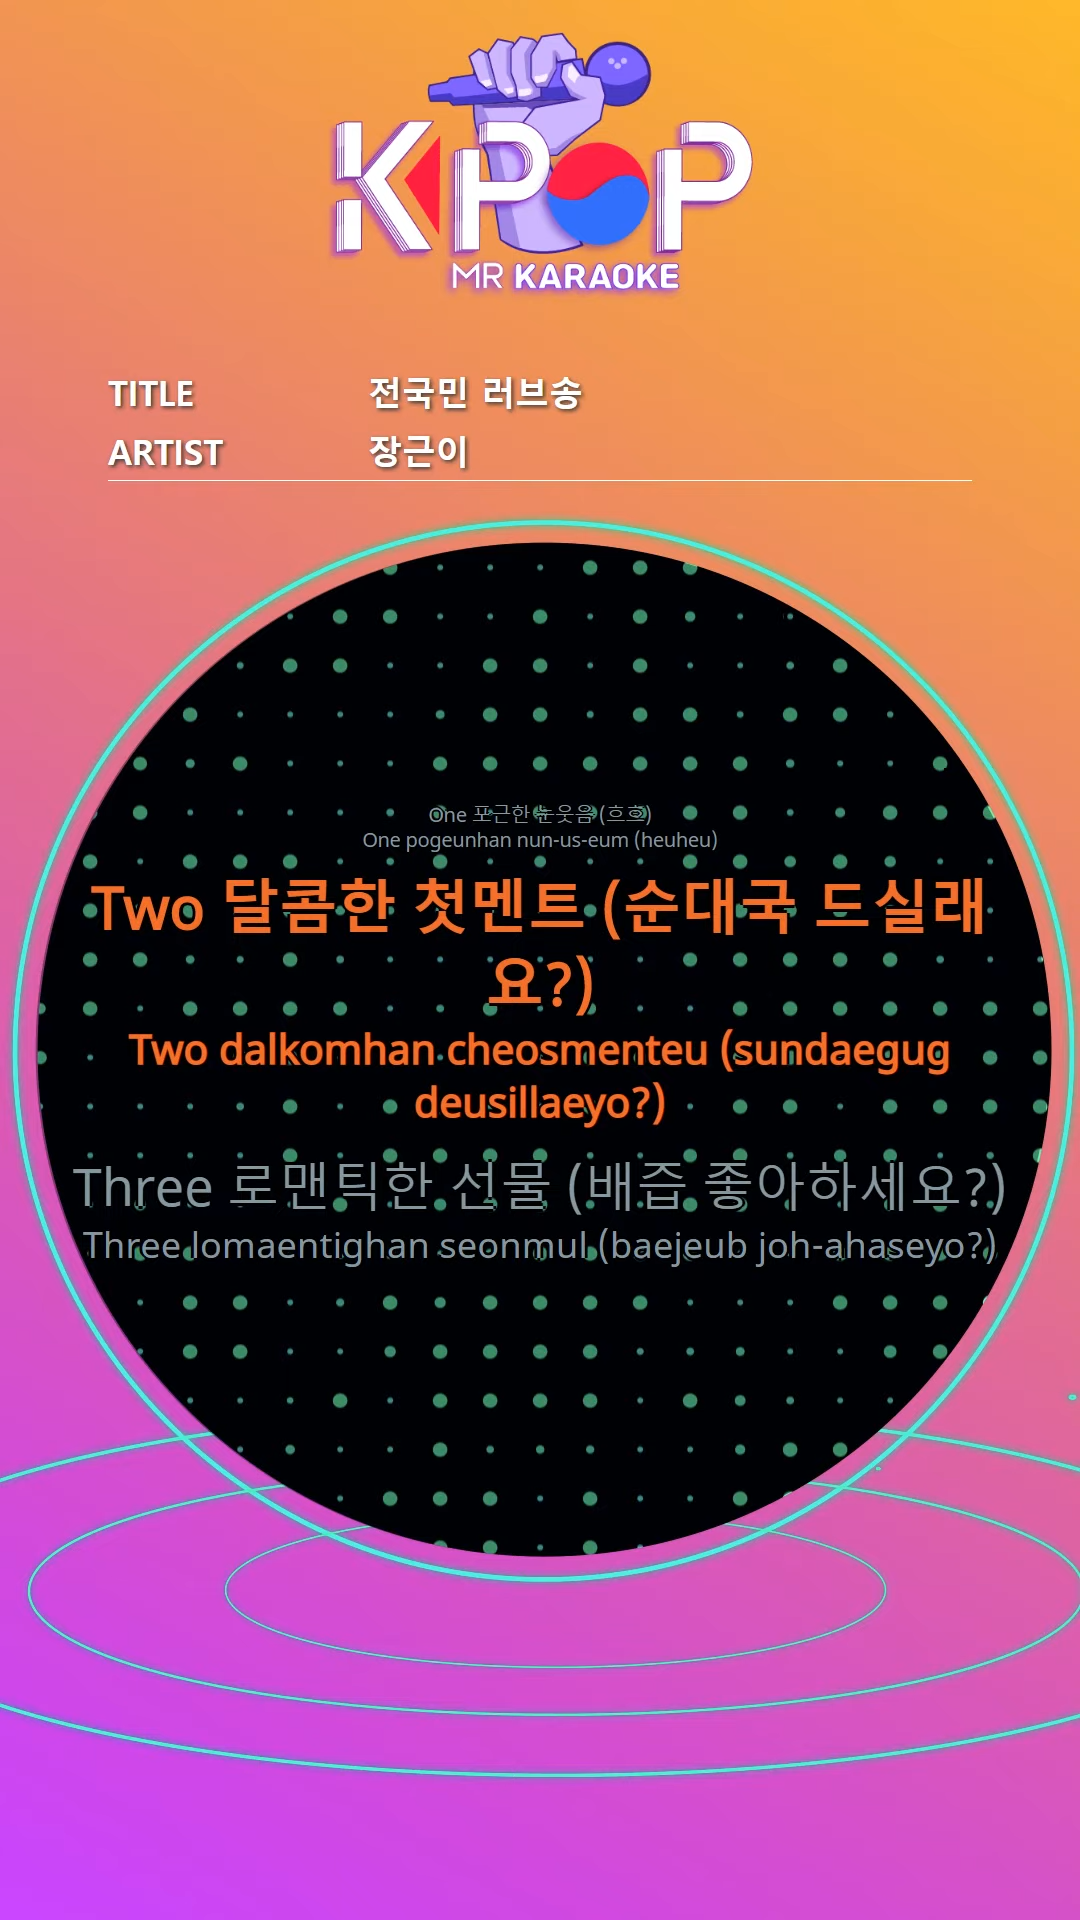 KPOP
MR KARAOKE
TITLE 전국민 러브송
ARTIST 장근이
One 포근한 눈웃음 (흐흐)
One pogeunhan nun-us-eum (heuheu)
Two 달콤한 첫멘트 (순대국 드실래
요?)
Two dalkomhan cheosmenteu (sundaegug
deusillaeyo?)
Three 로맨틱한 선물 (배즙 좋아하세요?)
Three lomaentighan seonmul (baejeub joh-ahaseyo?)